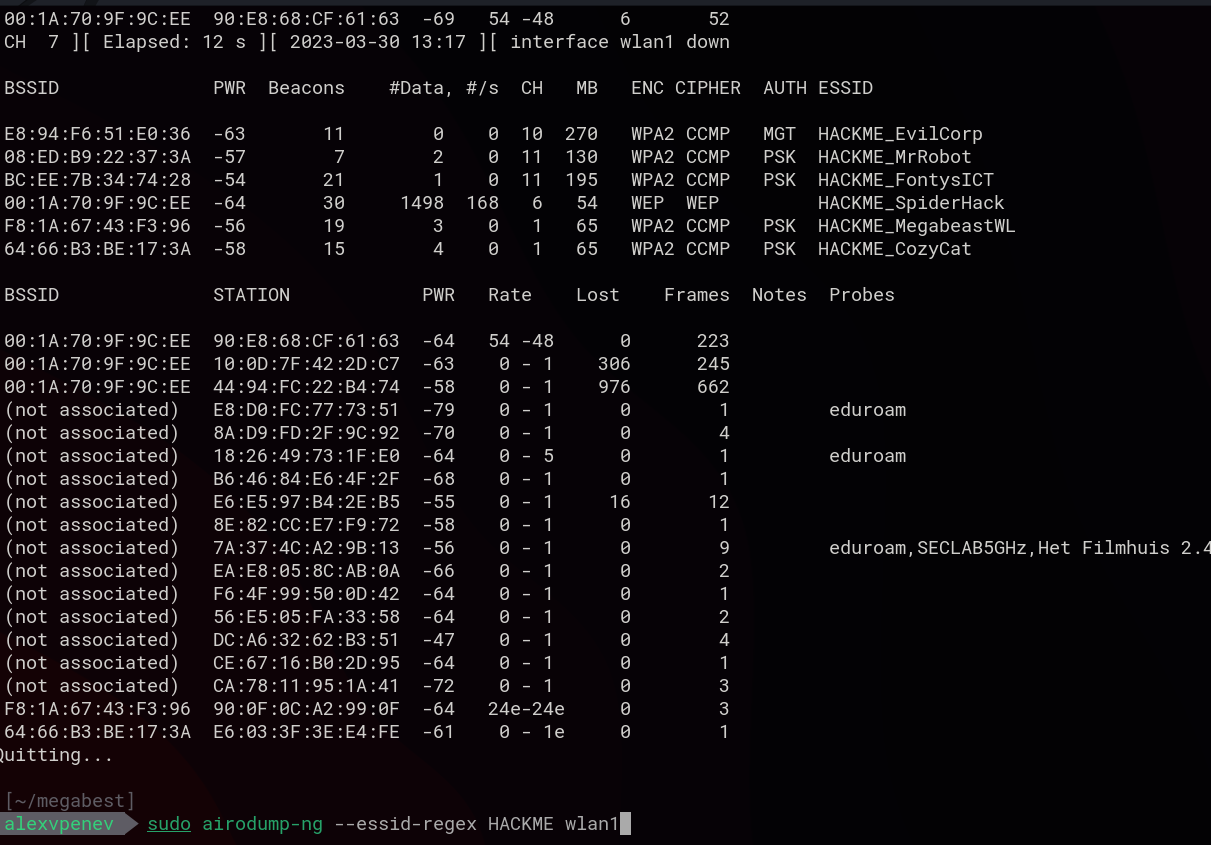 00:1A:70:9F:9C:EE  90:E8:68:CF:61:63  -69   54 -48      6       52
CH  7 ][ Elapsed: 12 s ][ 2023-03-30 13:17 ][ interface wlan1 down
BSSID              PWR  Beacons    #Data, #/s  CH   MB   ENC CIPHER  AUTH ESSID
E8:94:F6:51:E0:36  -63       11        0    0  10  270   WPA2 CCMP   MGT  HACKME_EvilCorp
08:ED:B9:22:37:3A  -57        7        2    0  11  130   WPA2 CCMP   PSK  HACKME_MrRobot
BC:EE:7B:34:74:28  -54       21        1    0  11  195   WPA2 CCMP   PSK  HACKME_FontysICT
00:1A:70:9F:9C:EE  -64       30     1498  168   6   54   WEP  WEP         HACKME_SpiderHack
F8:1A:67:43:F3:96  -56       19        3    0   1   65   WPA2 CCMP   PSK  HACKME_MegabeastWL
64:66:B3:BE:17:3A  -58       15        4    0   1   65   WPA2 CCMP   PSK  HACKME_CozyCat
BSSID              STATION            PWR   Rate    Lost    Frames  Notes  Probes
00:1A:70:9F:9C:EE  90:E8:68:CF:61:63  -64   54 -48      0      223
00:1A:70:9F:9C:EE  10:0D:7F:42:2D:C7  -63    0 - 1    306      245
00:1A:70:9F:9C:EE  44:94:FC:22:B4:74  -58    0 - 1    976      662
(not associated)   E8:D0:FC:77:73:51  -79    0 - 1      0        1         eduroam
(not associated)   8A:D9:FD:2F:9C:92  -70    0 - 1      0        4
(not associated)   18:26:49:73:1F:E0  -64    0 - 5      0        1         eduroam
(not associated)   B6:46:84:E6:4F:2F  -68    0 - 1      0        1
(not associated)   E6:E5:97:B4:2E:B5  -55    0 - 1     16       12
(not associated)   8E:82:CC:E7:F9:72  -58    0 - 1      0        1
(not associated)   7A:37:4C:A2:9B:13  -56    0 - 1      0        9         eduroam,SECLAB5GHz,Het Filmhuis 2.4
(not associated)   EA:E8:05:8C:AB:0A  -66    0 - 1      0        2
(not associated)   F6:4F:99:50:0D:42  -64    0 - 1      0        1
(not associated)   56:E5:05:FA:33:58  -64    0 - 1      0        2
(not associated)   DC:A6:32:62:B3:51  -47    0 - 1      0        4
(not associated)   CE:67:16:B0:2D:95  -64    0 - 1      0        1
(not associated)   CA:78:11:95:1A:41  -72    0 - 1      0        3
F8:1A:67:43:F3:96  90:0F:0C:A2:99:0F  -64   24e-24e     0        3
64:66:B3:BE:17:3A  E6:03:3F:3E:E4:FE  -61    0 - 1e     0        1
Quitting...
[~/megabest]
alexvpenev sudo airodump-ng --essid-regex HACKME wlan1